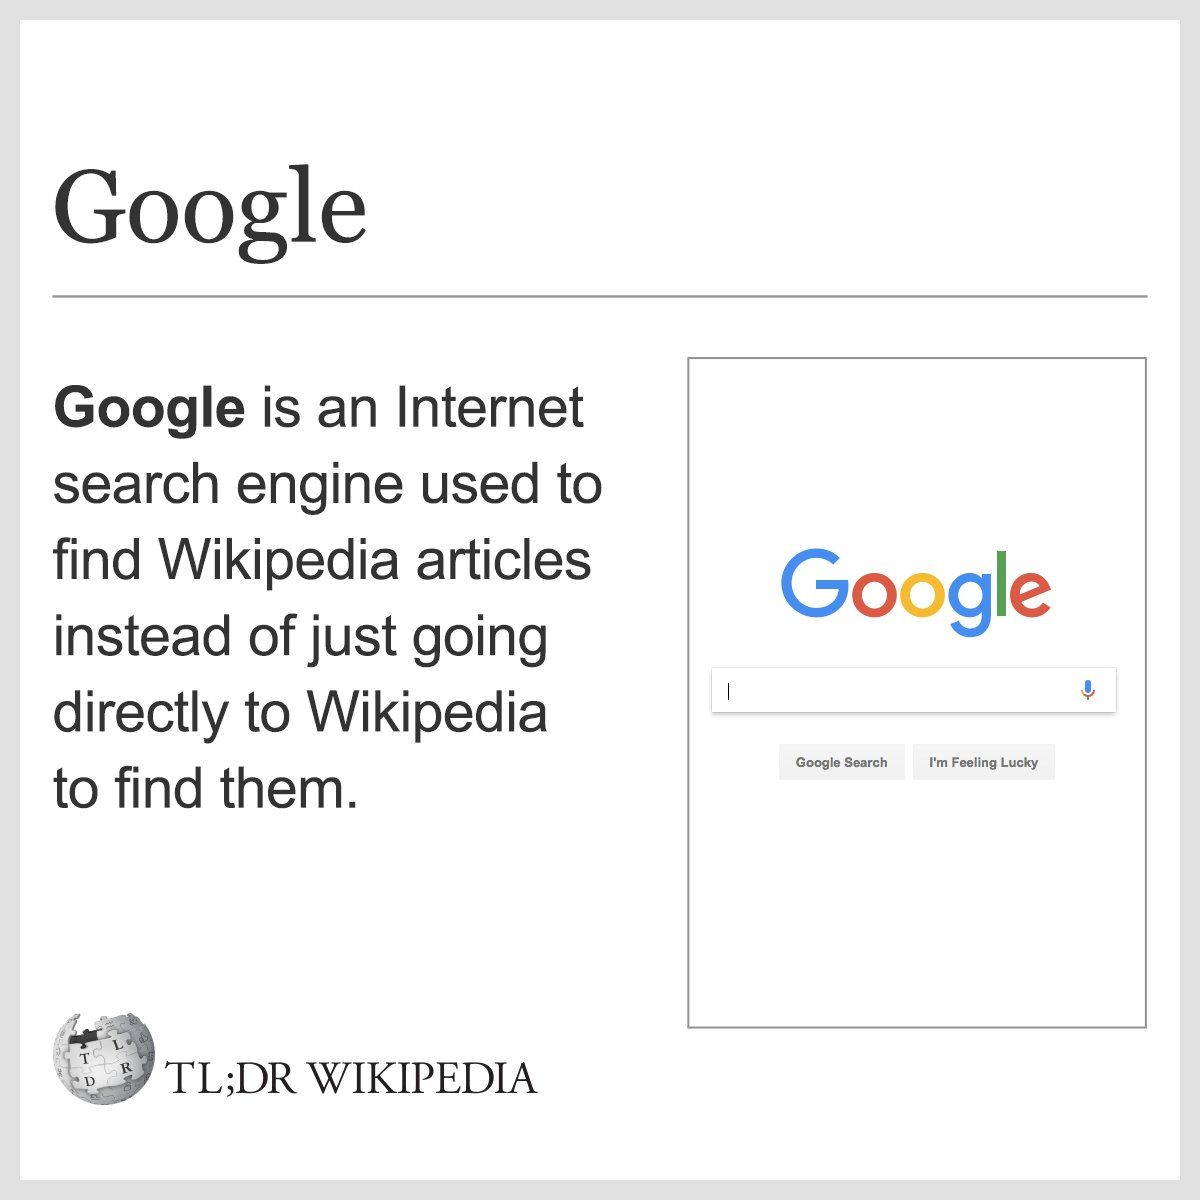 Google
Google is an Internet
search engine used to
find Wikipedia articles
instead of just going
directly to Wikipedia
to find them.
Google
Google Search
I'm Feeling Lucky
T L
D R
TL;DR WIKIPEDIA